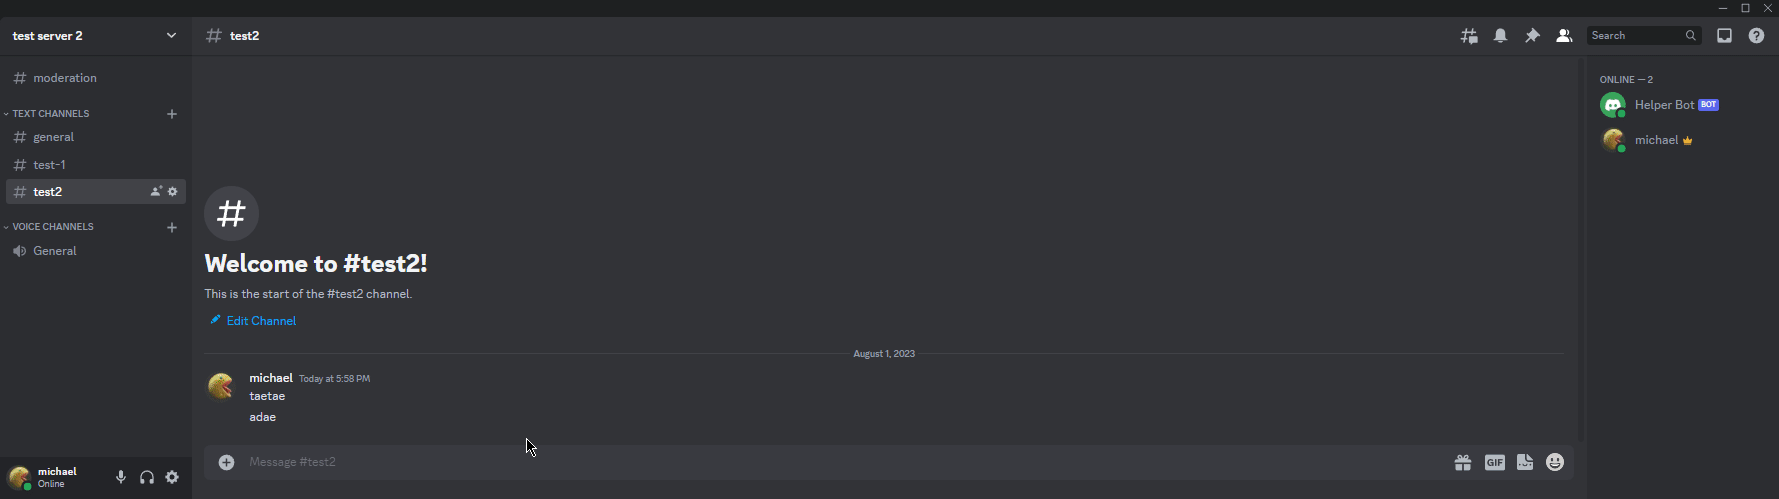 test server 2
moderation
TEXT CHANNELS
general
test-1
test2
VOICE CHANNELS
General
michael
Online
test2
Welcome to #test2!
This is the start of the #test2 channel.
Edit Channel
August 1, 2023
michael Today at 5:58 PM
taetae
adae
Message #test2
GIF
Search
ONLINE — 2
Helper Bot BOT
michael